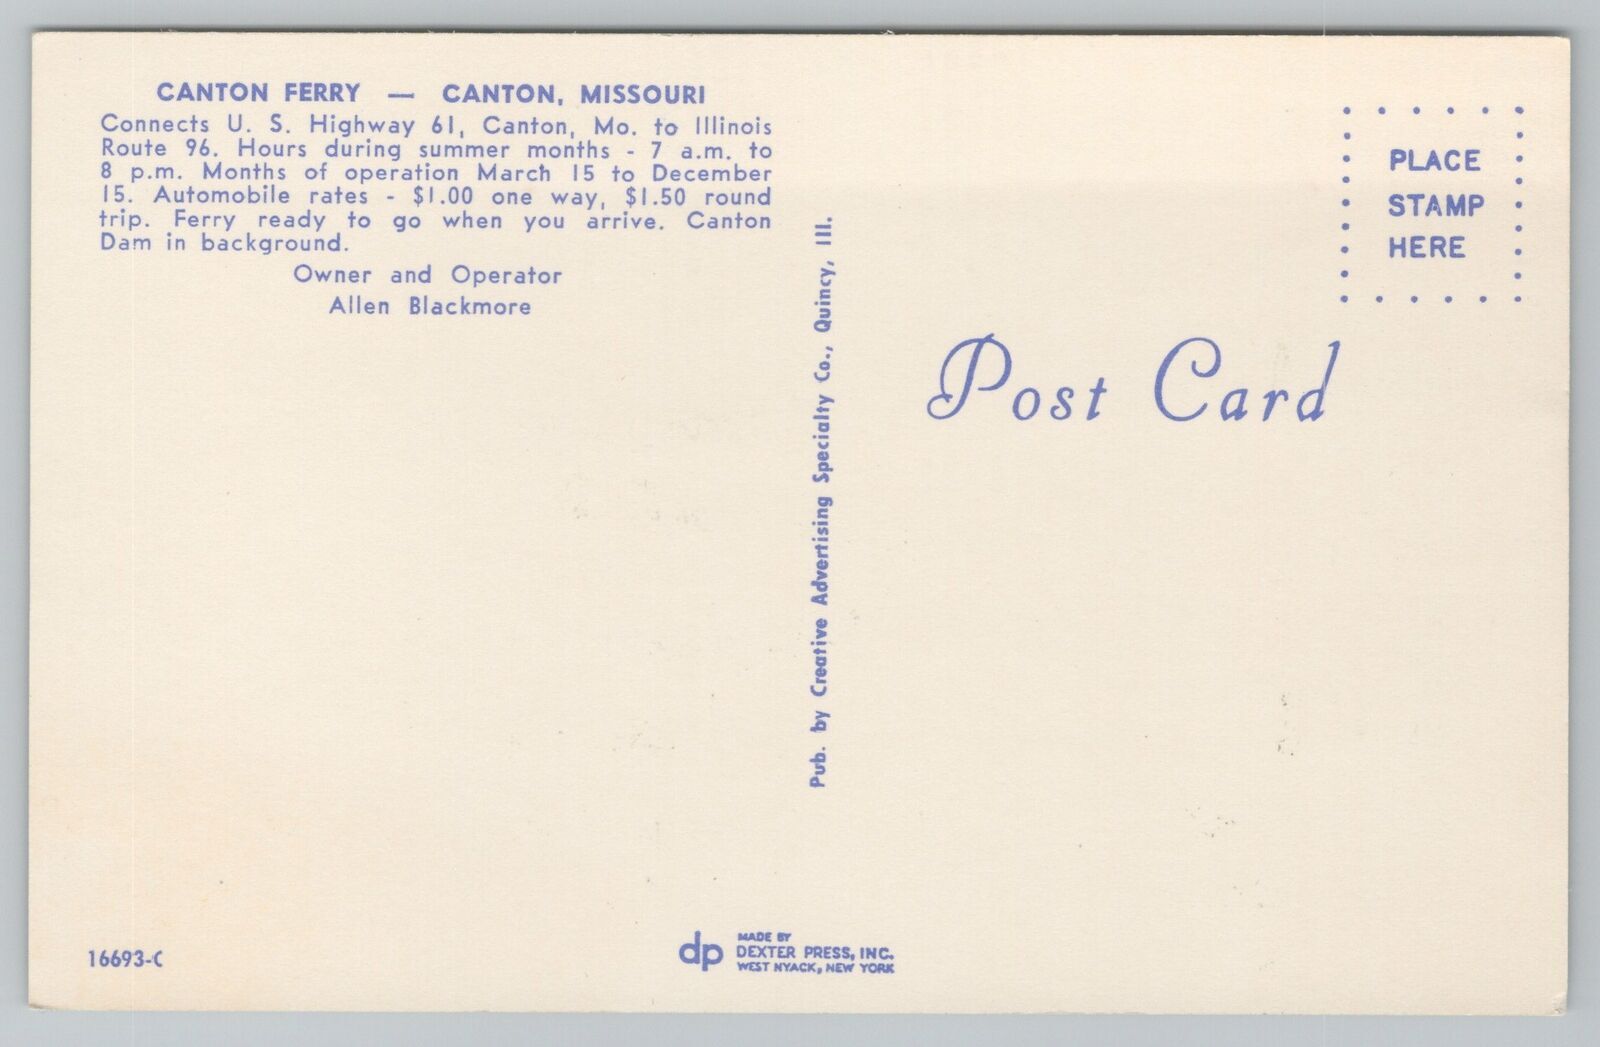 CANTON FERRY — CANTON, MISSOURI
Connects U. S. Highway 61, Canton, Mo. to Illinois
Route 96. Hours during summer months - 7 a.m. to
8 p.m. Months of operation March 15 to December
15. Automobile rates - $1.00 one way, $1.50 round
trip. Ferry ready to go when you arrive. Canton
Dam in background.
Owner and Operator
Allen Blackmore
Pub. by Creative Advertising Specialty Co., Quincy, Ill.
PLACE
STAMP
HERE
Post Card
16693-C
dp
MADE BY
DEXTER PRESS, INC.
WEST NYACK, NEW YORK